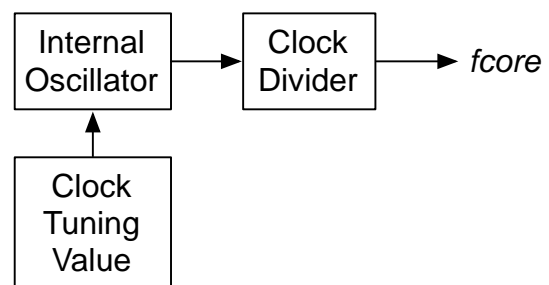 Internal
Oscillator
Clock
Divider
fcore
Clock
Tuning
Value